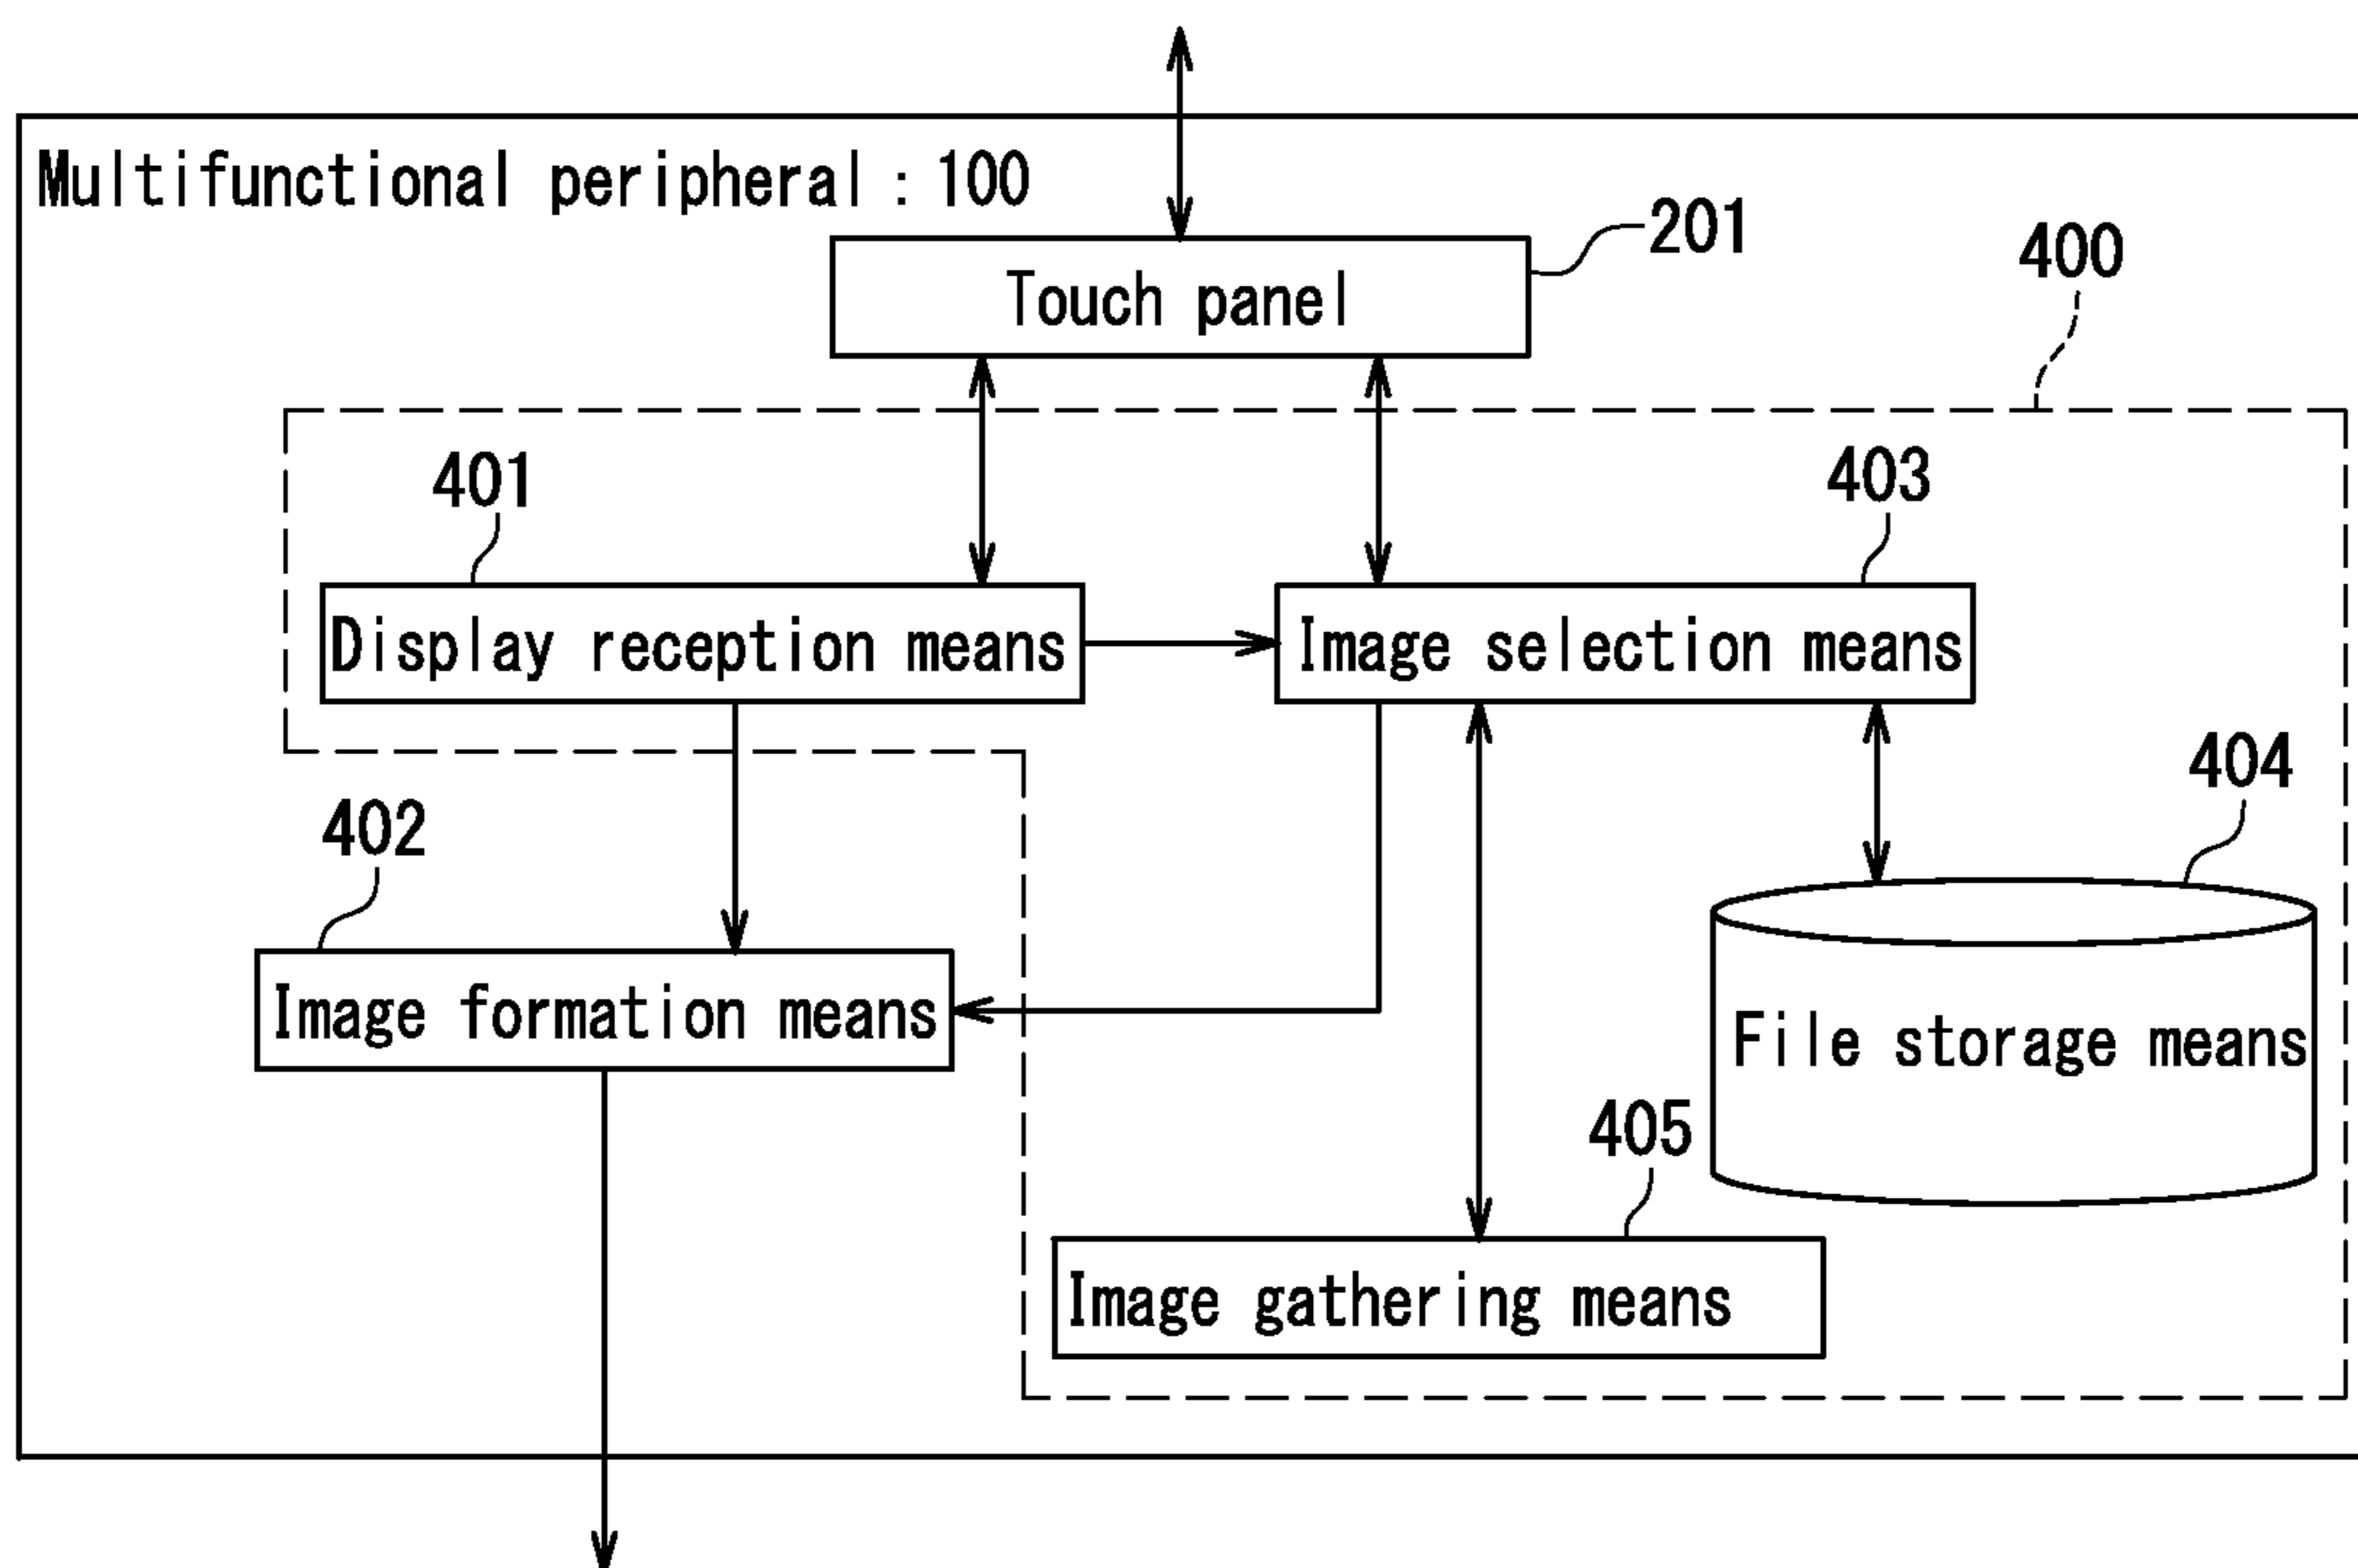 Multifunctional peripheral : 100
201
Touch panel
400
401
403
Display reception means
Image selection means
404
402
Image formation means
File storage means
405
Image gathering means